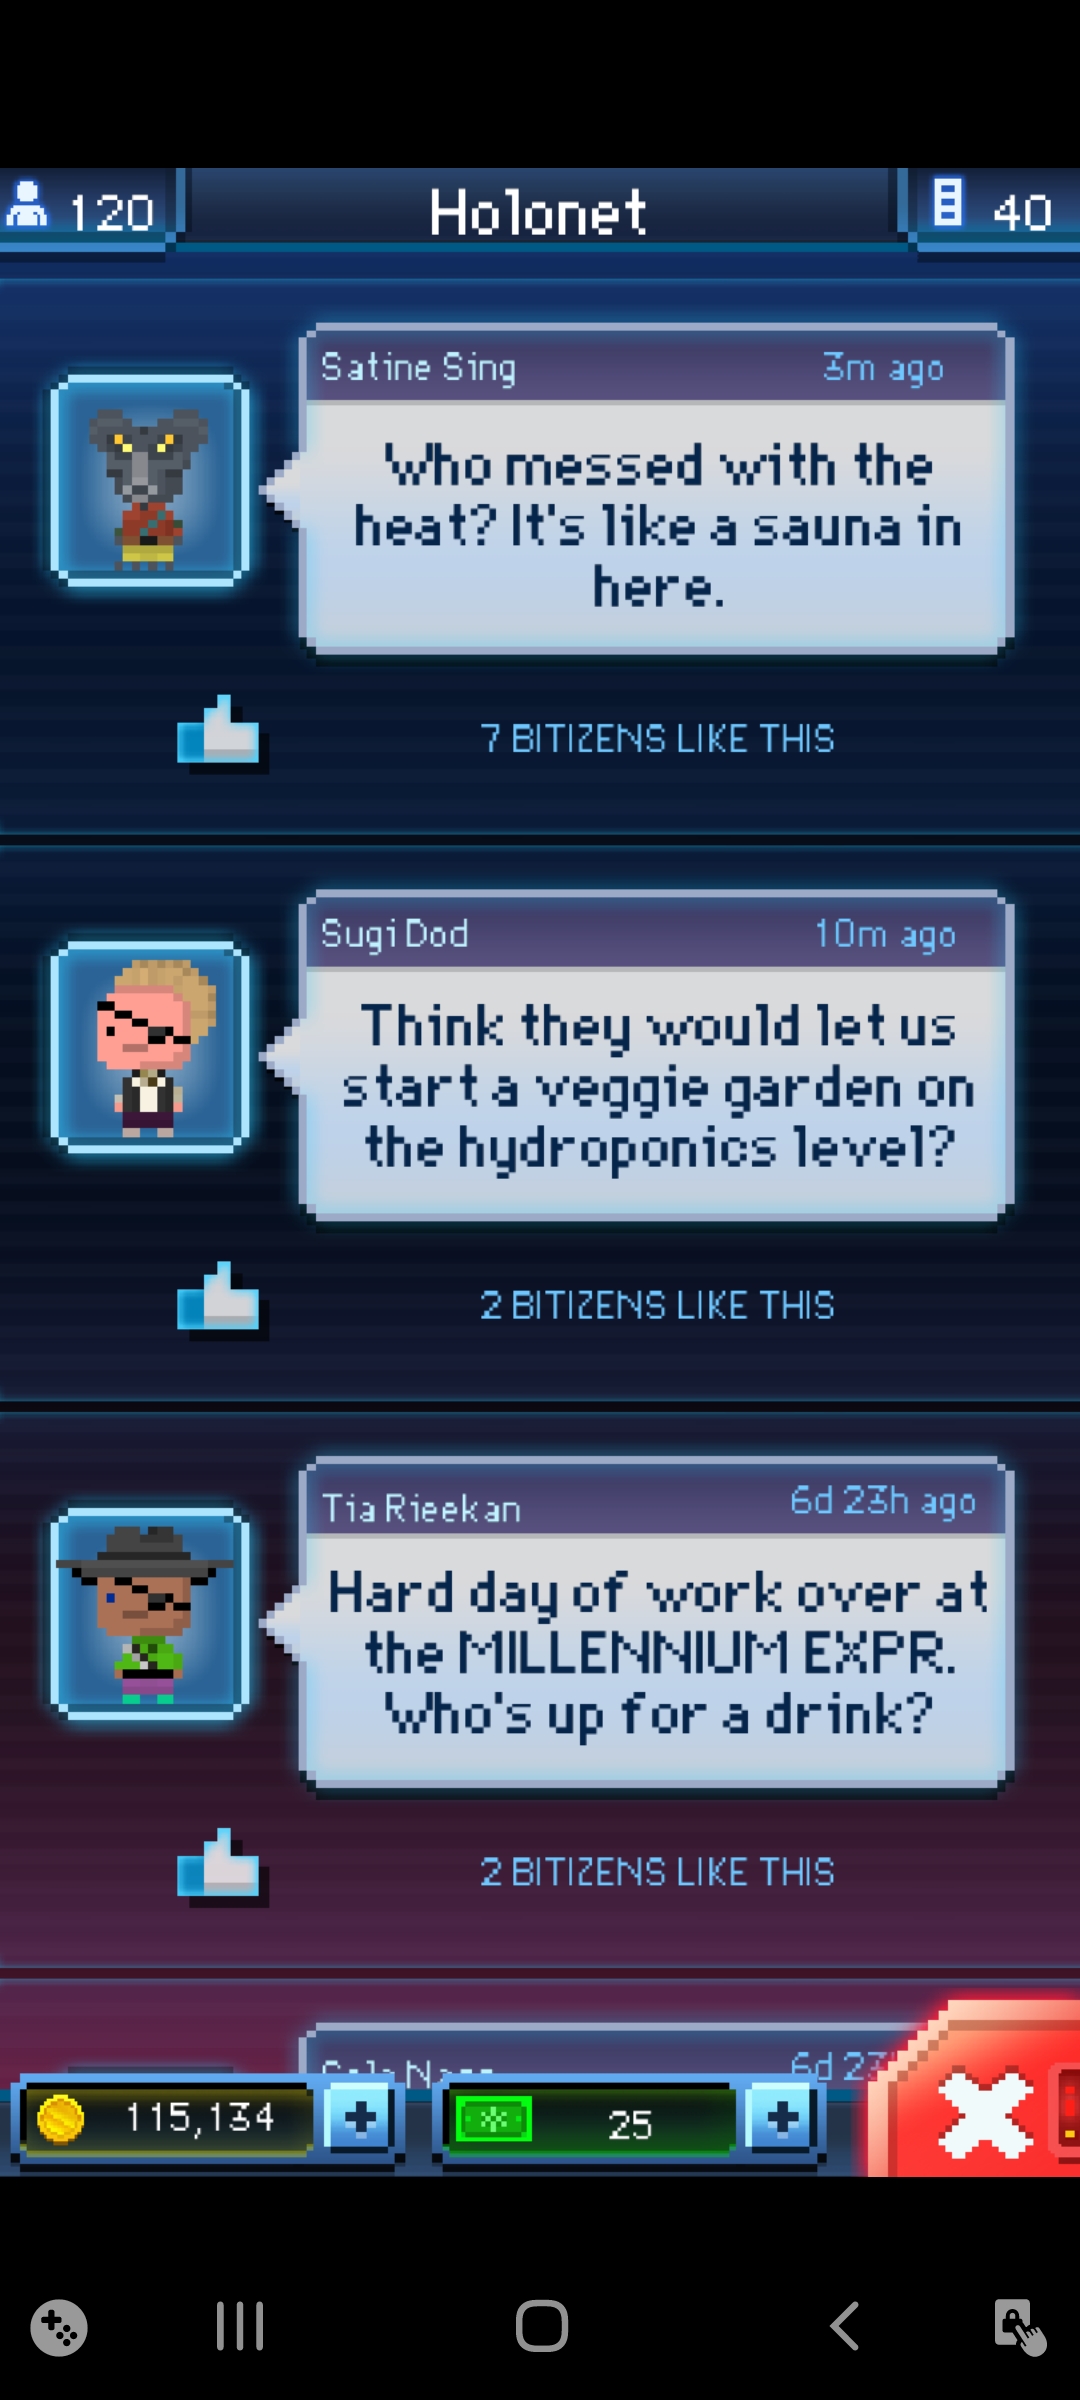 120
Holonet
40
Satine Sing
3m ago
Who messed with the
heat? It's like a sauna in
here.
7 BITIZENS LIKE THIS
Sugi Dod
10m ago
Think they would let us
start a veggie garden on
the hydroponics level?
2 BITIZENS LIKE THIS
Tia Rieekan
6d 23h ago
Hard day of work over at
the MILLENNIUM EXPR.
Who's up for a drink?
2 BITIZENS LIKE THIS
6d
115,134
25